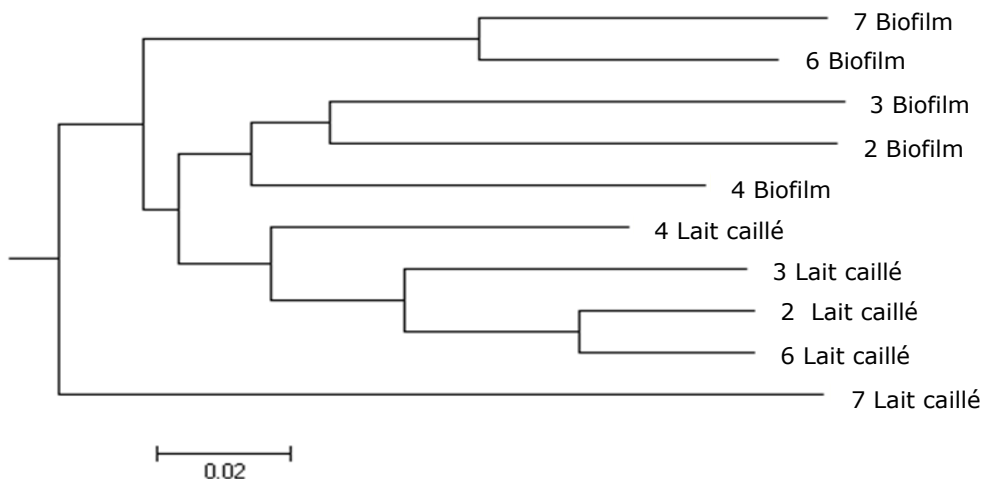 7 Biofilm
6 Biofilm
3 Biofilm
2 Biofilm
4 Biofilm
4 Lait caillé
3 Lait caillé
2 Lait caillé
6 Lait caillé
7 Lait caillé
0.02